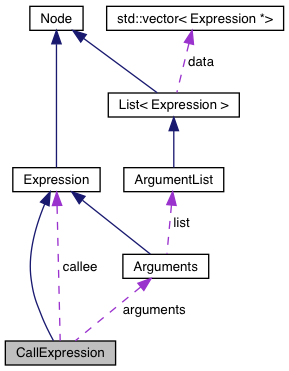 Node
std::vector< Expression *>
data
List< Expression >
Expression
ArgumentList
list
callee
Arguments
arguments
CallExpression